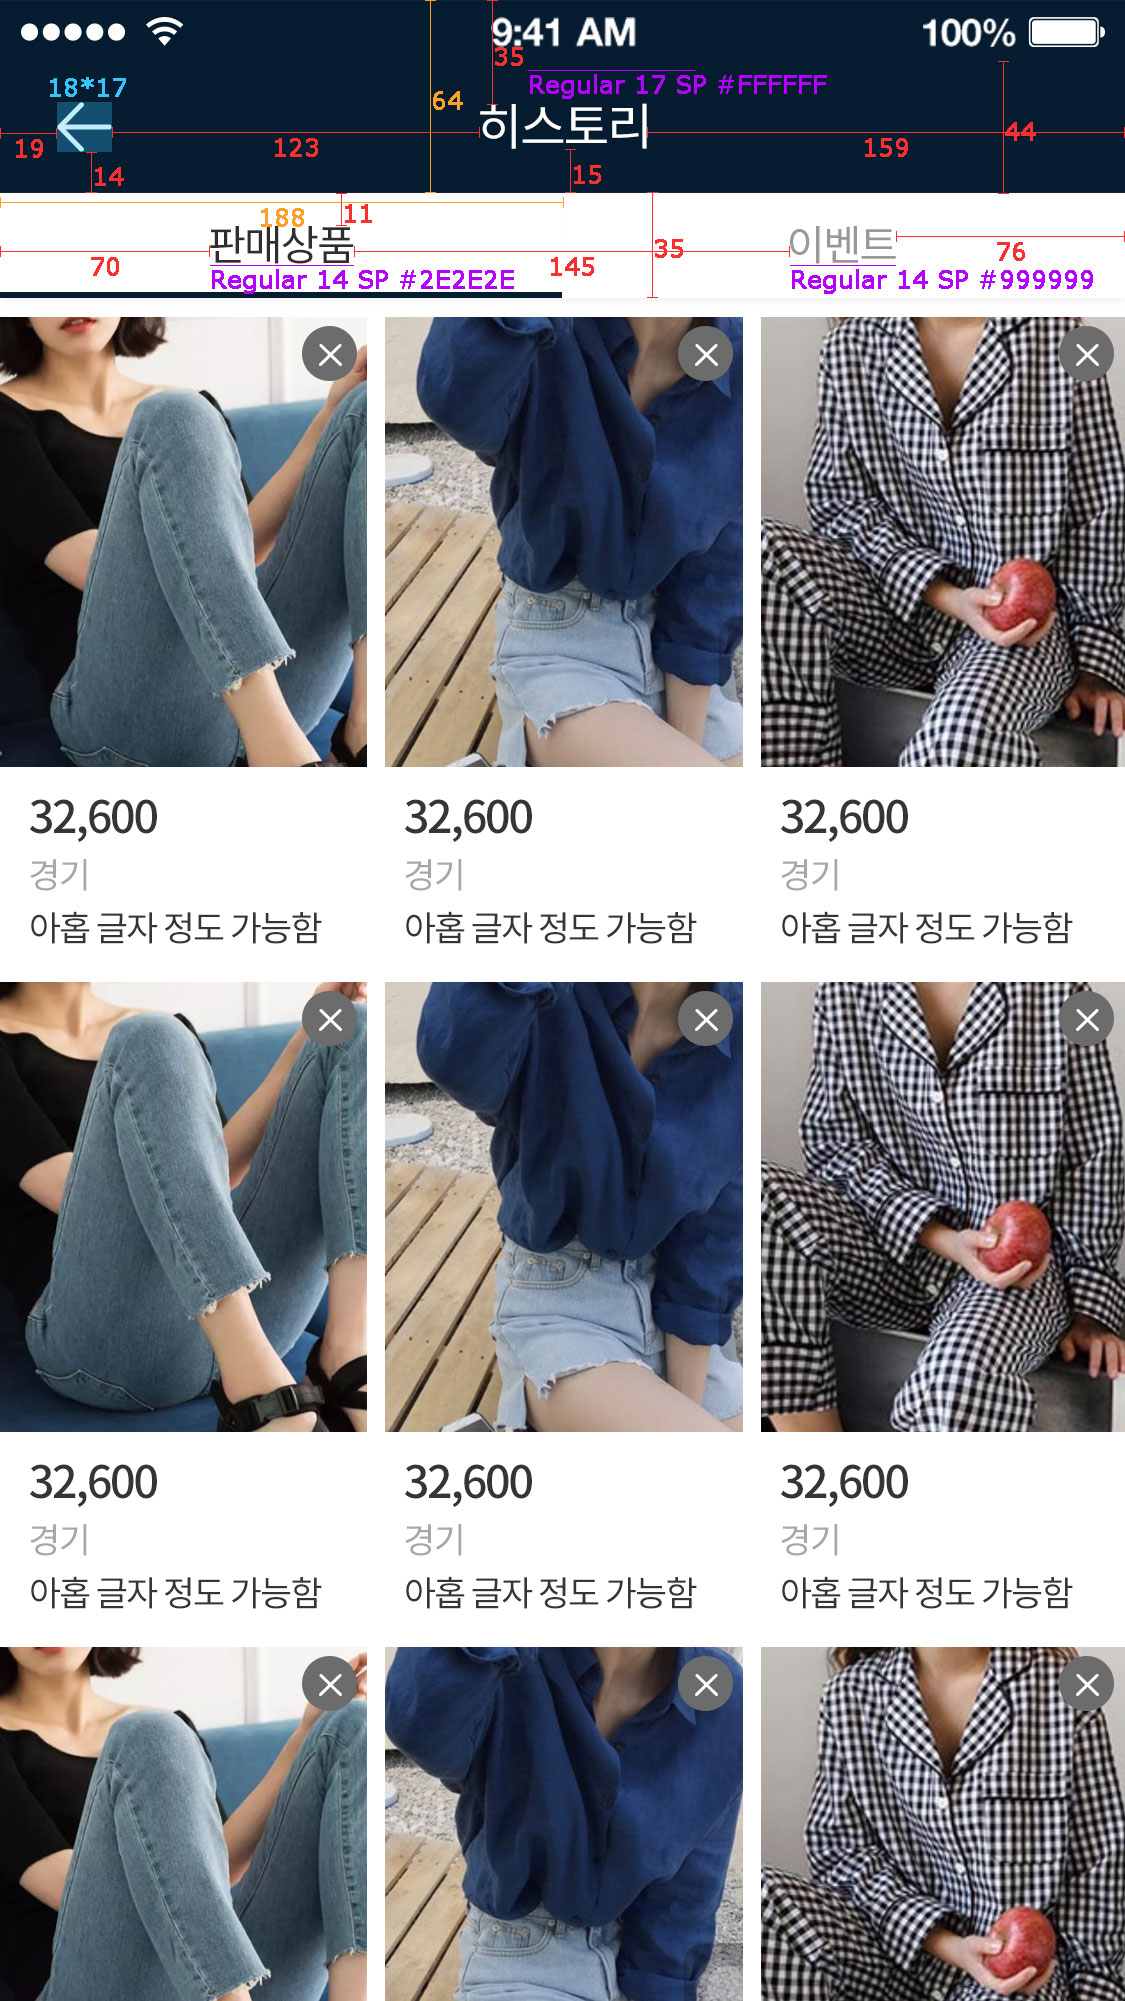 9:41 AM
100%
35
18*17
Regular 17 SP #FFFFFF
64
히스토리
44
19
123
159
14
15
188
11
판매상품
이벤트
70
145
35
76
Regular 14 SP #2E2E2E
Regular 14 SP #999999
32,600
32,600
32,600
경기
경기
경기
아홉 글자 정도 가능함
아홉 글자 정도 가능함
아홉 글자 정도 가능함
32,600
32,600
32,600
경기
경기
경기
아홉 글자 정도 가능함
아홉 글자 정도 가능함
아홉 글자 정도 가능함